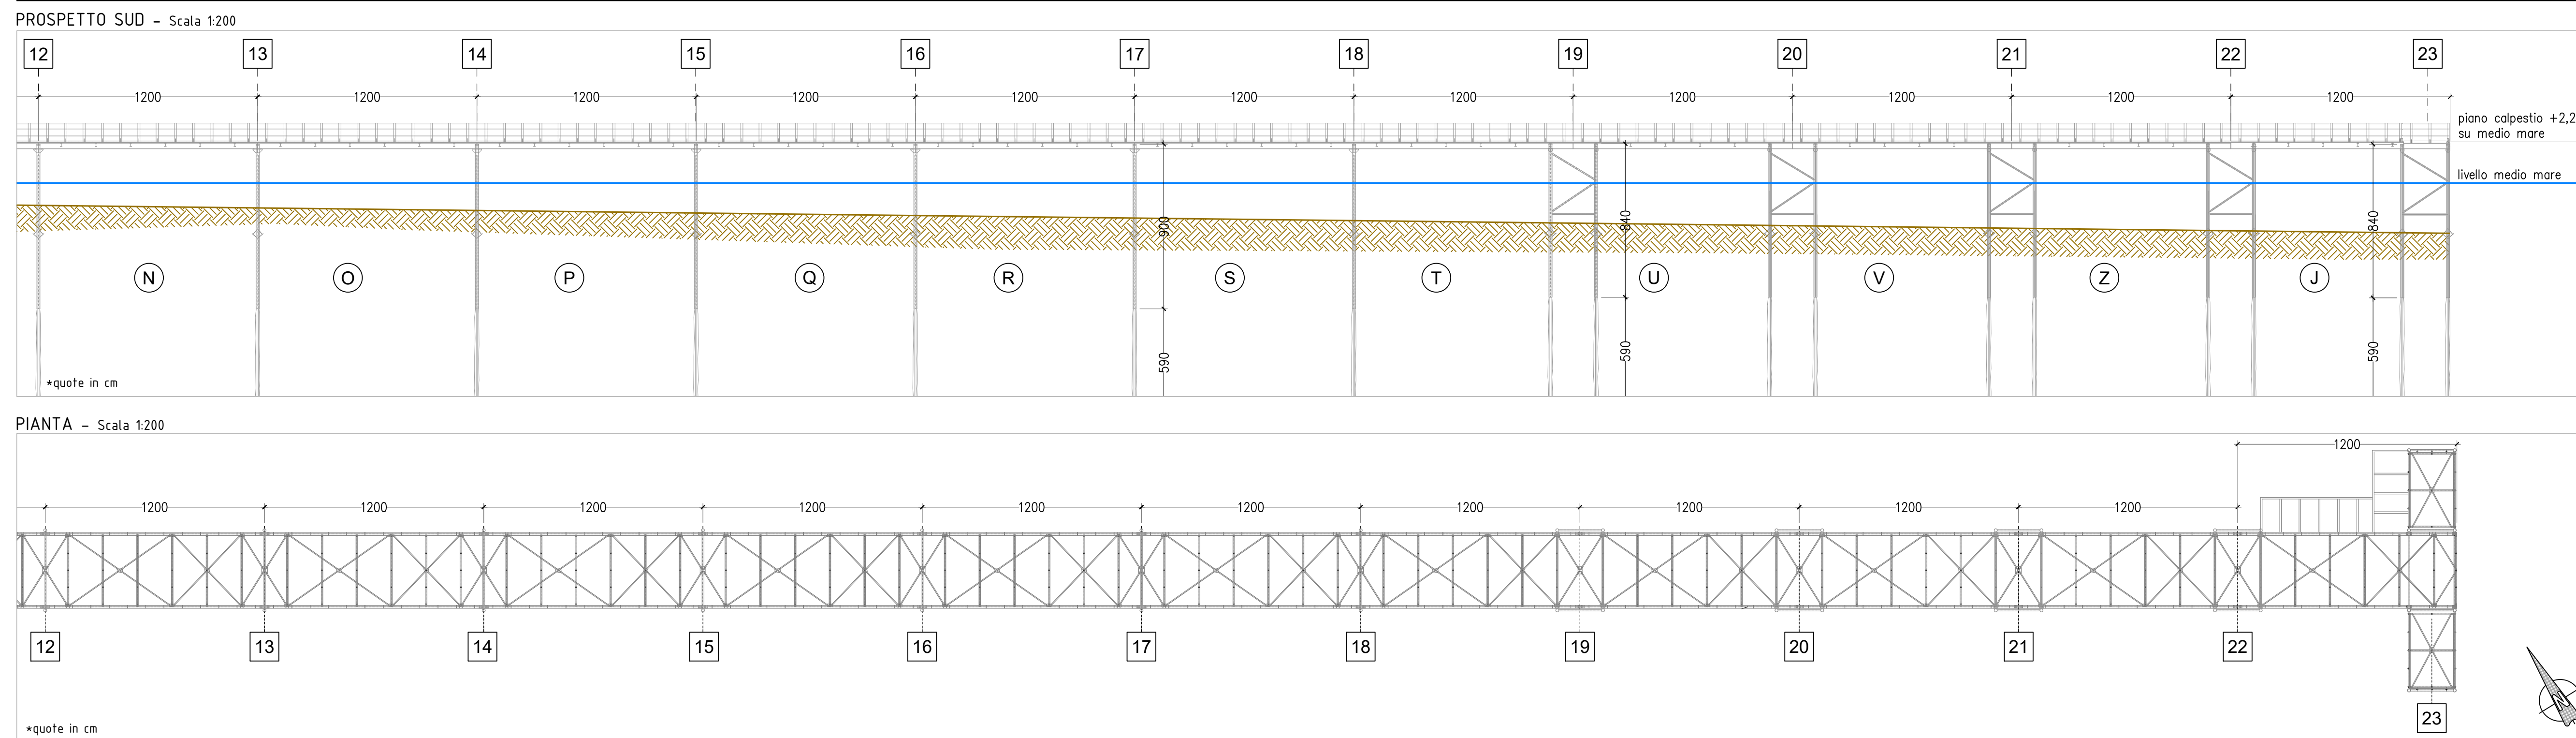 PROSPETTO SUD – Scala 1:200
12 13 14 15 16 17 18 19 20 21 22 23
1200 1200 1200 1200 1200 1200 1200 1200 1200 1200 1200
piano calpestio +2,2
su medio mare
livello medio mare
900 840 840
N O P Q R S T U V Z J
590 590 590
*quote in cm
PIANTA – Scala 1:200
1200
1200 1200 1200 1200 1200 1200 1200 1200 1200 1200
12 13 14 15 16 17 18 19 20 21 22
23
N
*quote in cm